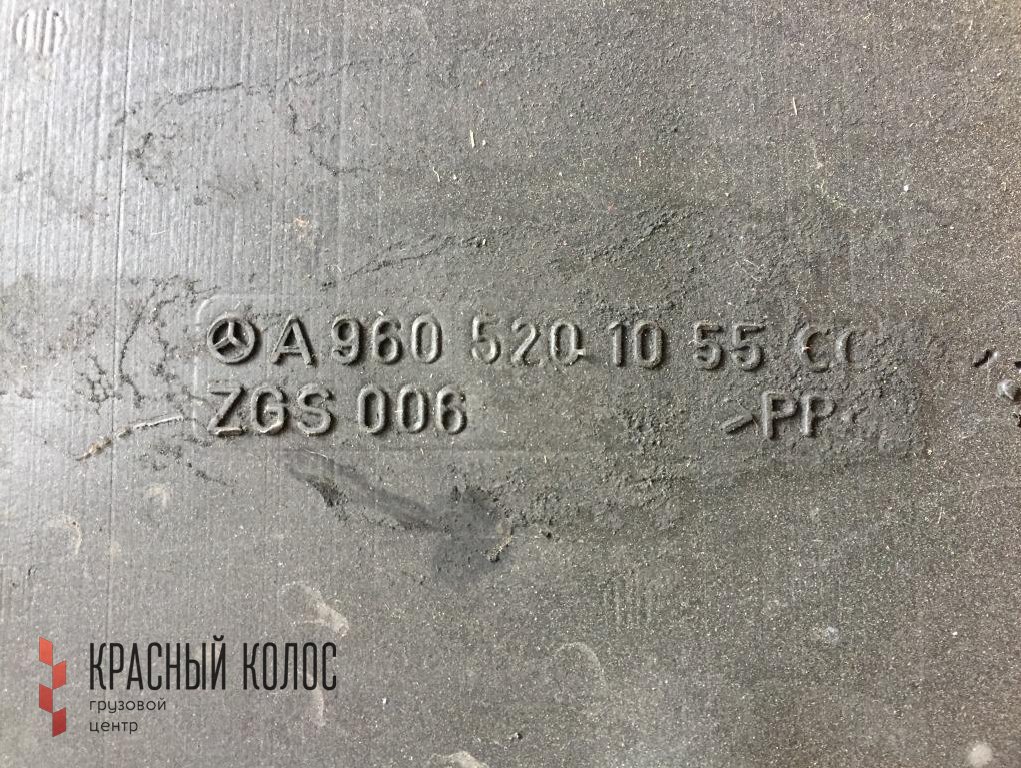 A 960 520 10 55
ZGS 006 >PP<
КРАСНЫЙ КОЛОС
грузовой
центр